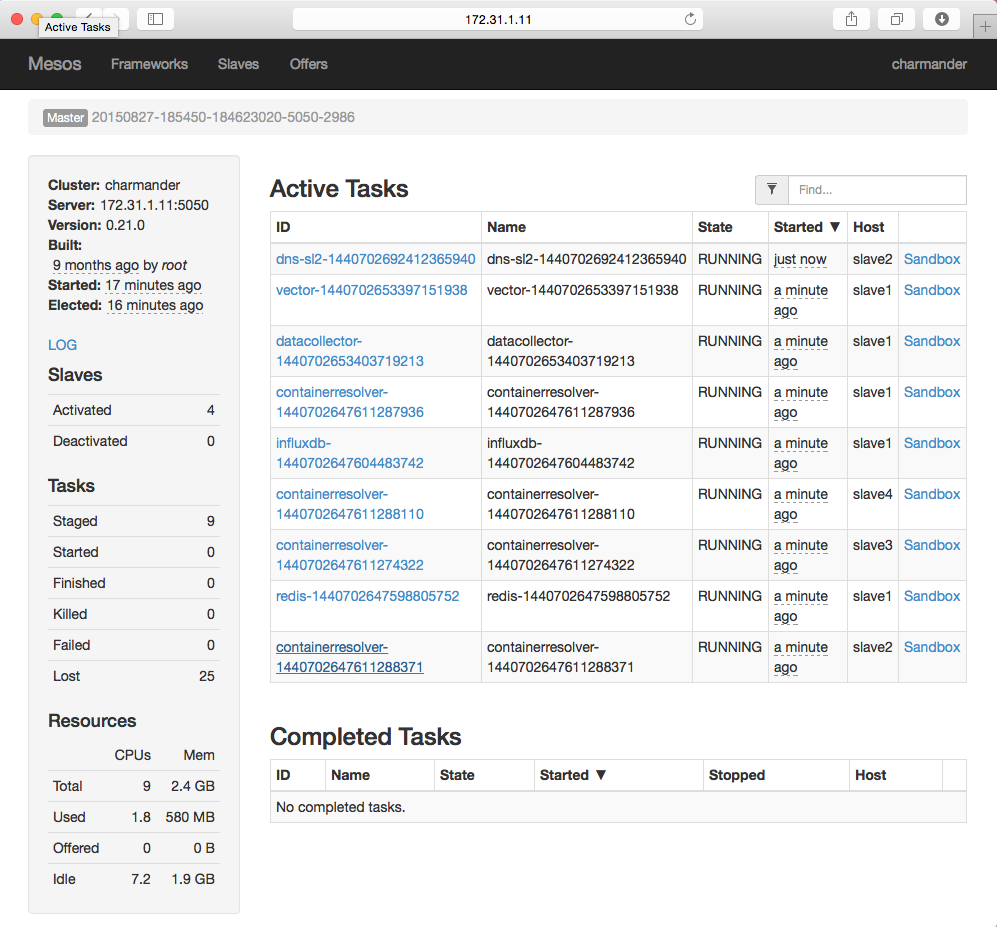 172.31.1.11
Active Tasks
Mesos Frameworks Slaves Offers charmander
Master 20150827-185450-184623020-5050-2986
Cluster: charmander
Server: 172.31.1.11:5050
Version: 0.21.0
Built:
9 months ago by root
Started: 17 minutes ago
Elected: 16 minutes ago
LOG
Slaves
Activated 4
Deactivated 0
Tasks
Staged 9
Started 0
Finished 0
Killed 0
Failed 0
Lost 25
Resources
CPUs Mem
Total 9 2.4 GB
Used 1.8 580 MB
Offered 0 0 B
Idle 7.2 1.9 GB
Active Tasks
Find...
ID Name State Started ▼ Host
dns-sl2-1440702692412365940 dns-sl2-1440702692412365940 RUNNING just now slave2 Sandbox
vector-1440702653397151938 vector-1440702653397151938 RUNNING a minute slave1 Sandbox
ago
datacollector- datacollector- RUNNING a minute slave1 Sandbox
1440702653403719213 1440702653403719213 ago
containerresolver- containerresolver- RUNNING a minute slave1 Sandbox
1440702647611287936 1440702647611287936 ago
influxdb- influxdb- RUNNING a minute slave1 Sandbox
1440702647604483742 1440702647604483742 ago
containerresolver- containerresolver- RUNNING a minute slave4 Sandbox
1440702647611288110 1440702647611288110 ago
containerresolver- containerresolver- RUNNING a minute slave3 Sandbox
1440702647611274322 1440702647611274322 ago
redis-1440702647598805752 redis-1440702647598805752 RUNNING a minute slave1 Sandbox
ago
containerresolver- containerresolver- RUNNING a minute slave2 Sandbox
1440702647611288371 1440702647611288371 ago
Completed Tasks
ID Name State Started ▼ Stopped Host
No completed tasks.